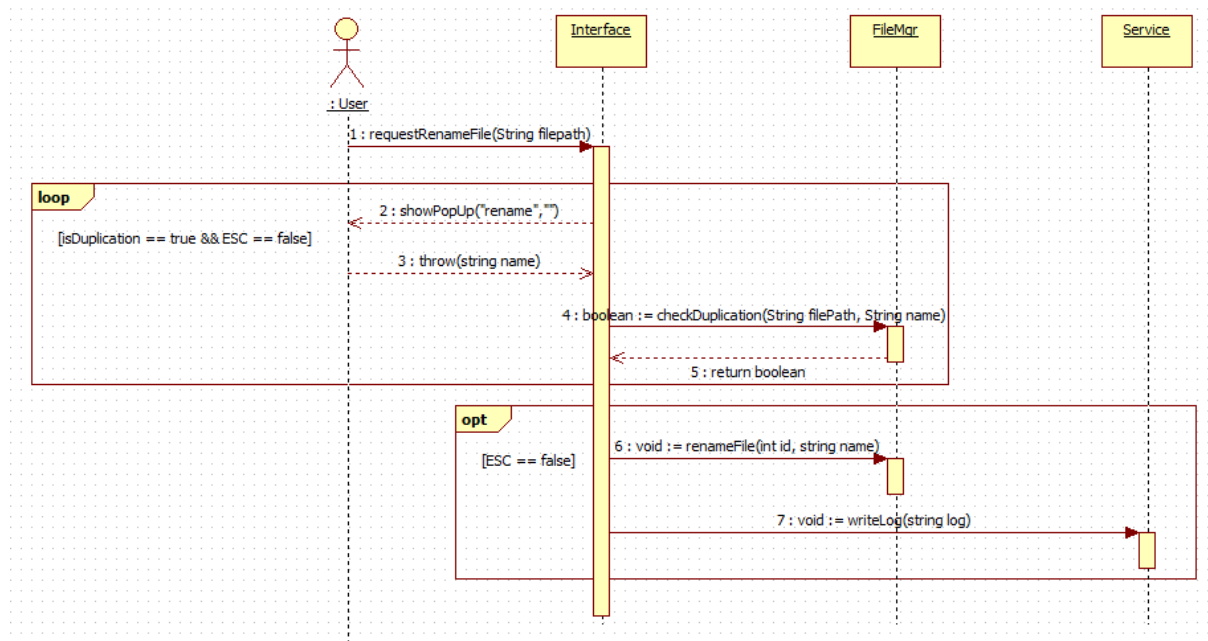 Interface
FileMgr
Service
: User
1 : requestRenameFile(String filepath)
loop
2 : showPopUp("rename","")
[isDuplication == true && ESC == false]
3 : throw(string name)
4 : boolean := checkDuplication(String filePath, String name)
5 : return boolean
opt
6 : void := renameFile(int id, string name)
[ESC == false]
7 : void := writeLog(string log)